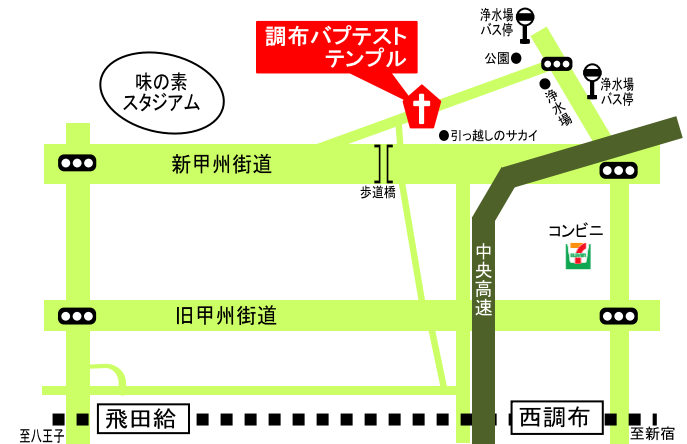 浄水場
バス停
調布バプテスト
テンプル
公園
味の素
スタジアム
浄水場
バス停
浄水場
引っ越しのサカイ
新甲州街道
歩道橋
コンビニ
中央高速
旧甲州街道
飛田給
西調布
至八王子
至新宿